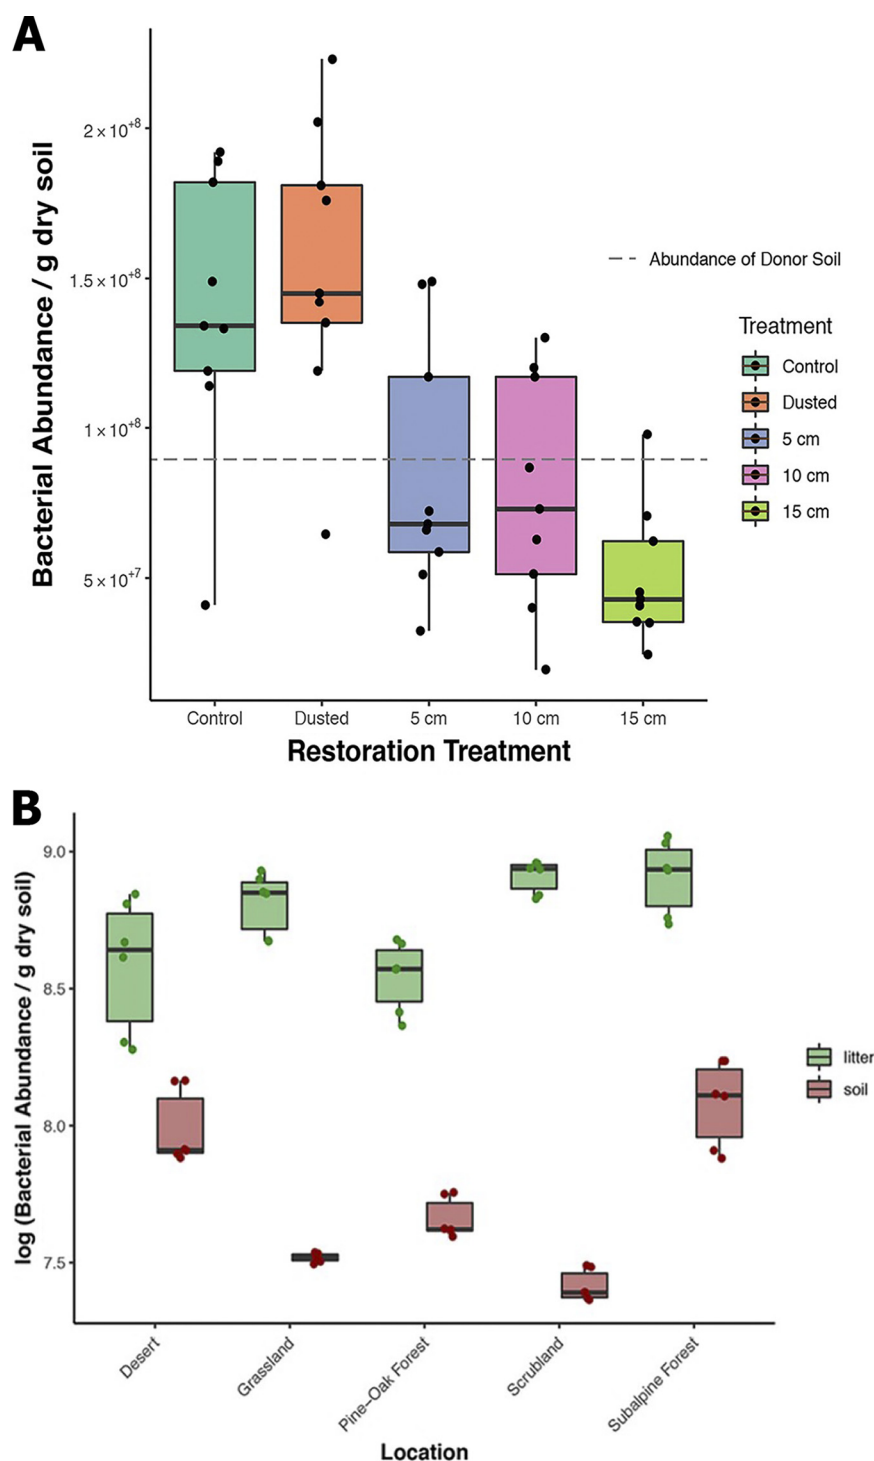 A
Bacterial Abundance / g dry soil
2 × 10⁺⁸
1.5 × 10⁺⁸
1 × 10⁺⁸
5 × 10⁺⁷
Abundance of Donor Soil
Treatment
Control
Dusted
5 cm
10 cm
15 cm
Control Dusted 5 cm 10 cm 15 cm
Restoration Treatment
B
log (Bacterial Abundance / g dry soil)
9.0
8.5
8.0
7.5
litter
soil
Desert Grassland Pine–Oak Forest Scrubland Subalpine Forest
Location